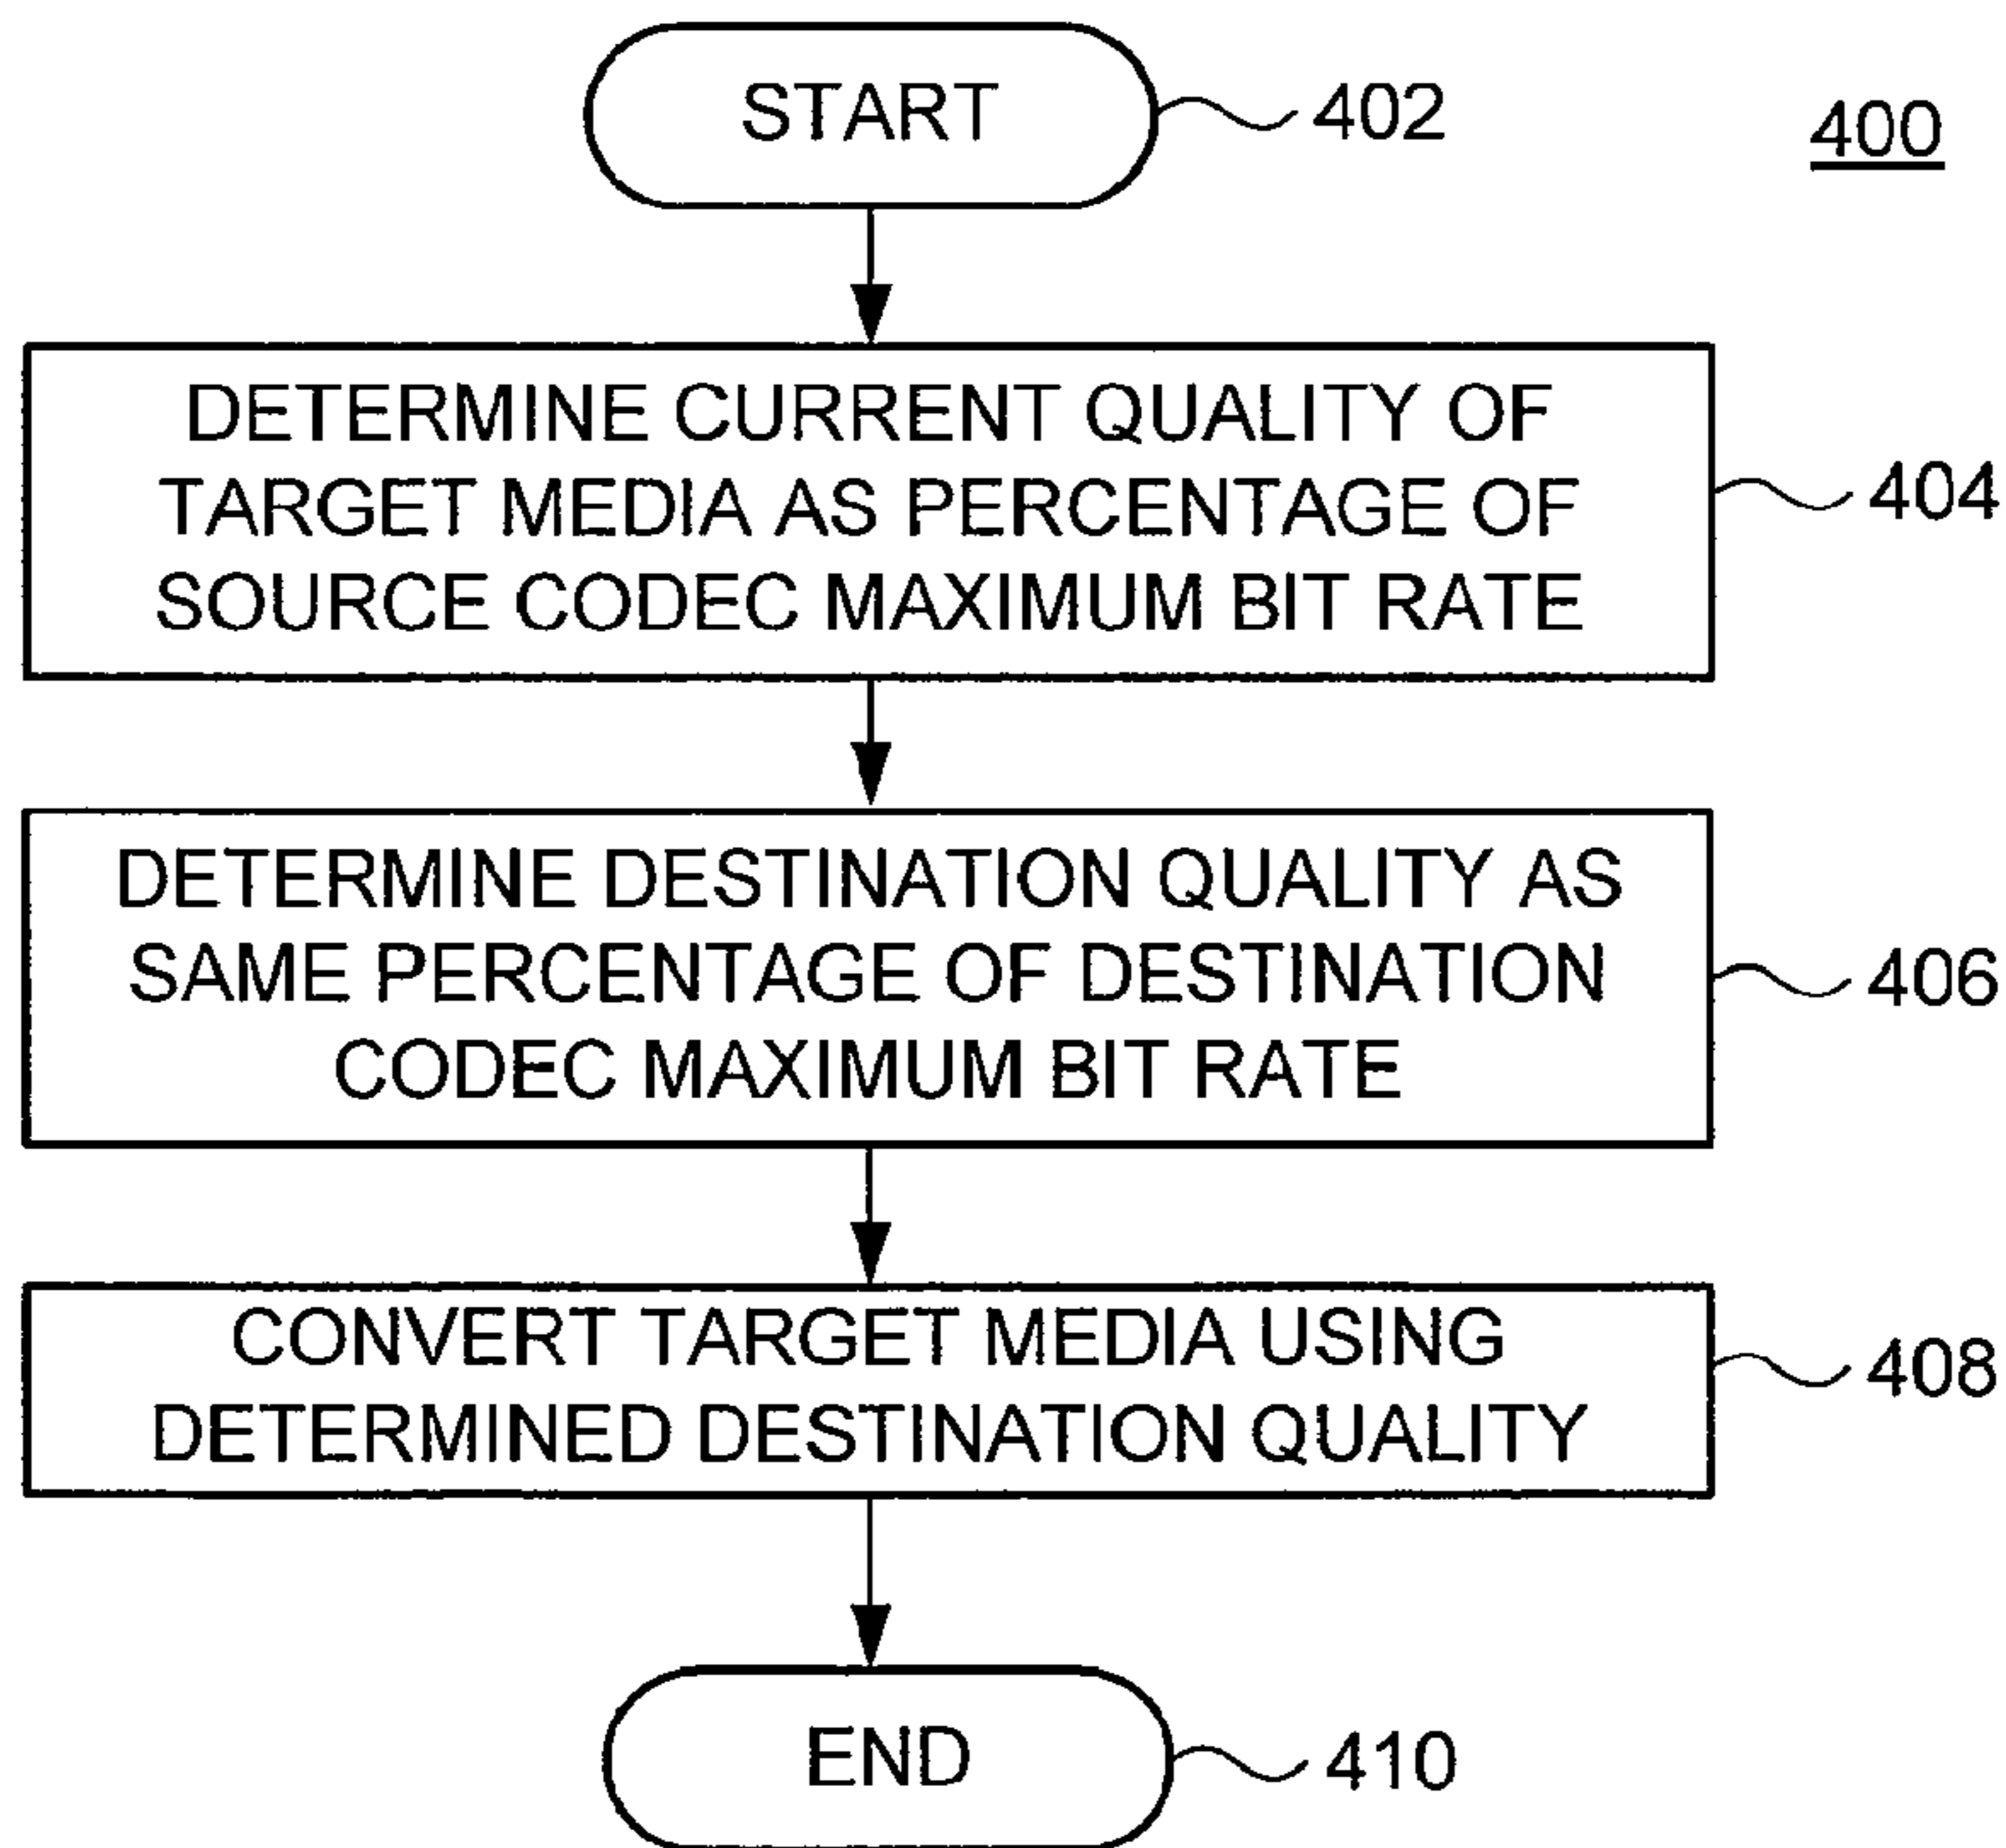 START
402
400
DETERMINE CURRENT QUALITY OF
TARGET MEDIA AS PERCENTAGE OF
SOURCE CODEC MAXIMUM BIT RATE
404
DETERMINE DESTINATION QUALITY AS
SAME PERCENTAGE OF DESTINATION
CODEC MAXIMUM BIT RATE
406
CONVERT TARGET MEDIA USING
DETERMINED DESTINATION QUALITY
408
END
410